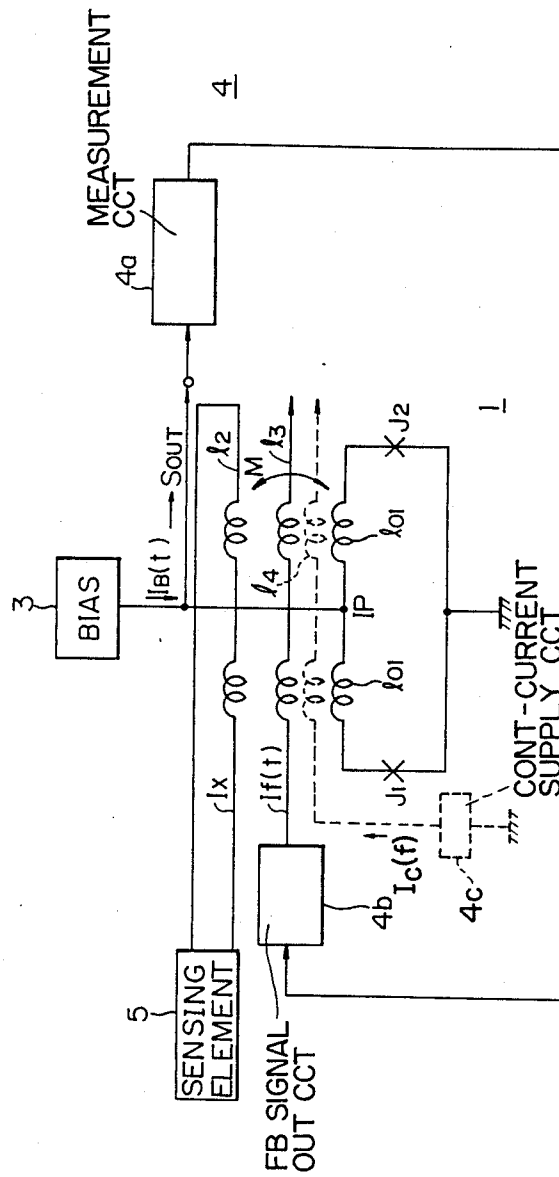 MEASUREMENT
CCT
4a
4
3
BIAS
IB(t)
SOUT
5
SENSING
ELEMENT
Ix
l2
M
l3
If(t)
l4
FB SIGNAL
OUT CCT
4b
IP
l01
l01
J1
J2
1
Ic(f)
4c
CONT-CURRENT
SUPPLY CCT